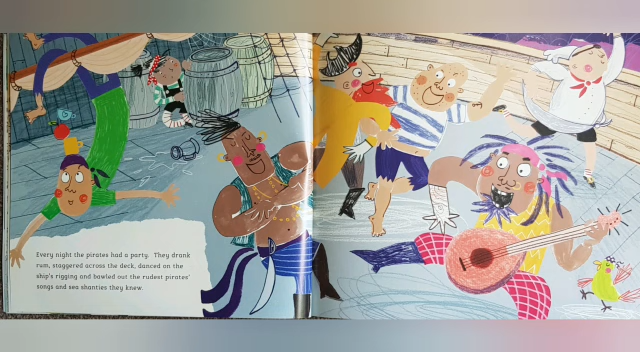 Every night the pirates had a party. They drank
rum, staggered across the deck, danced on the
ship's rigging and bowled out the rudest pirates'
songs and sea shanties they knew.